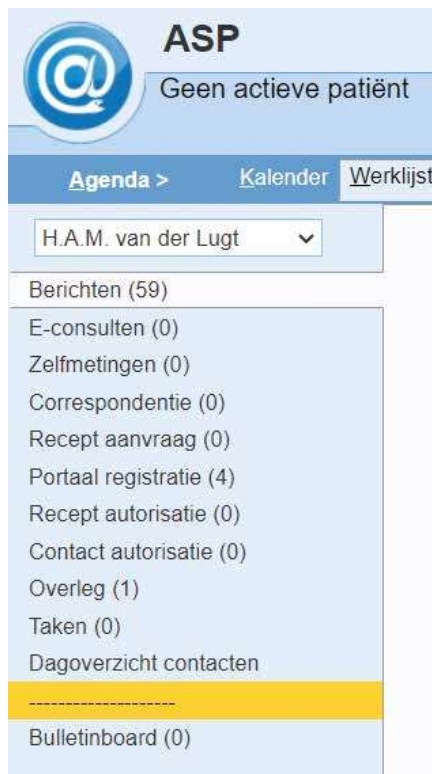 ASP
Geen actieve patiënt
Agenda > Kalender Werklijst
H.A.M. van der Lugt
Berichten (59)
E-consulten (0)
Zelfmetingen (0)
Correspondentie (0)
Recept aanvraag (0)
Portaal registratie (4)
Recept autorisatie (0)
Contact autorisatie (0)
Overleg (1)
Taken (0)
Dagoverzicht contacten
--------------------
Bulletinboard (0)